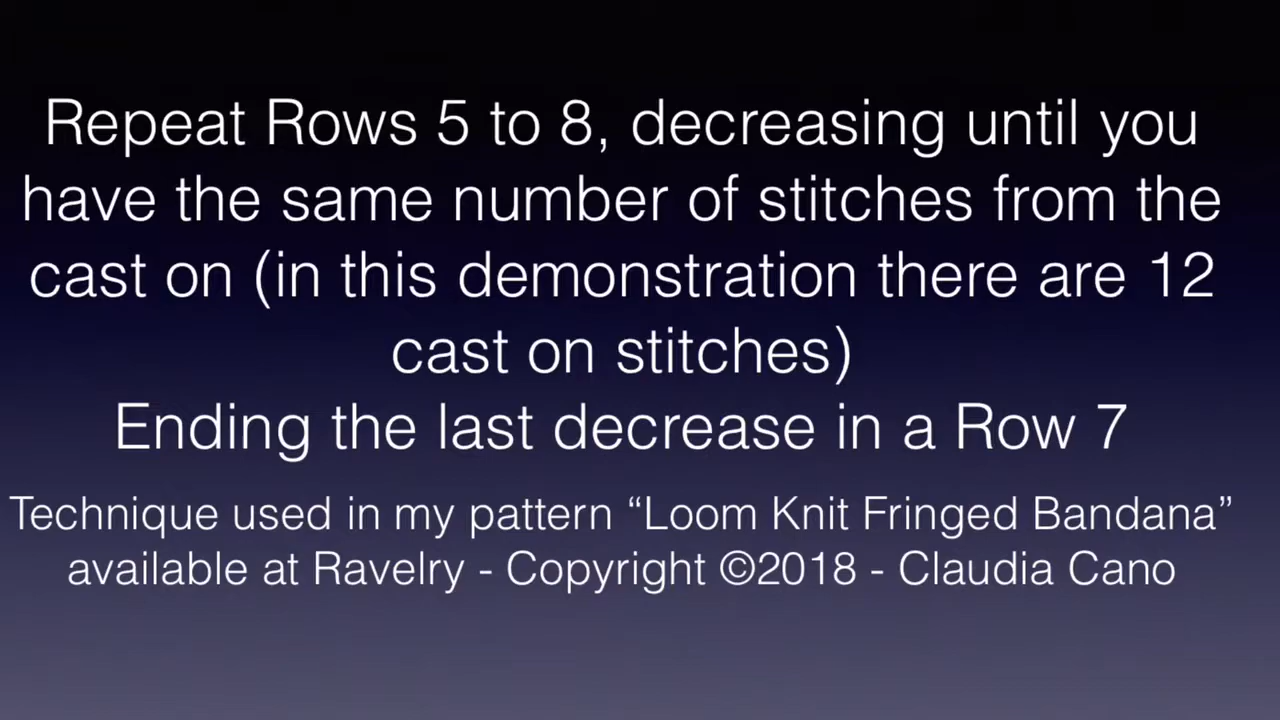 Repeat Rows 5 to 8, decreasing until you
have the same number of stitches from the
cast on (in this demonstration there are 12
cast on stitches)
Ending the last decrease in a Row 7
Technique used in my pattern “Loom Knit Fringed Bandana”
available at Ravelry - Copyright ©2018 - Claudia Cano